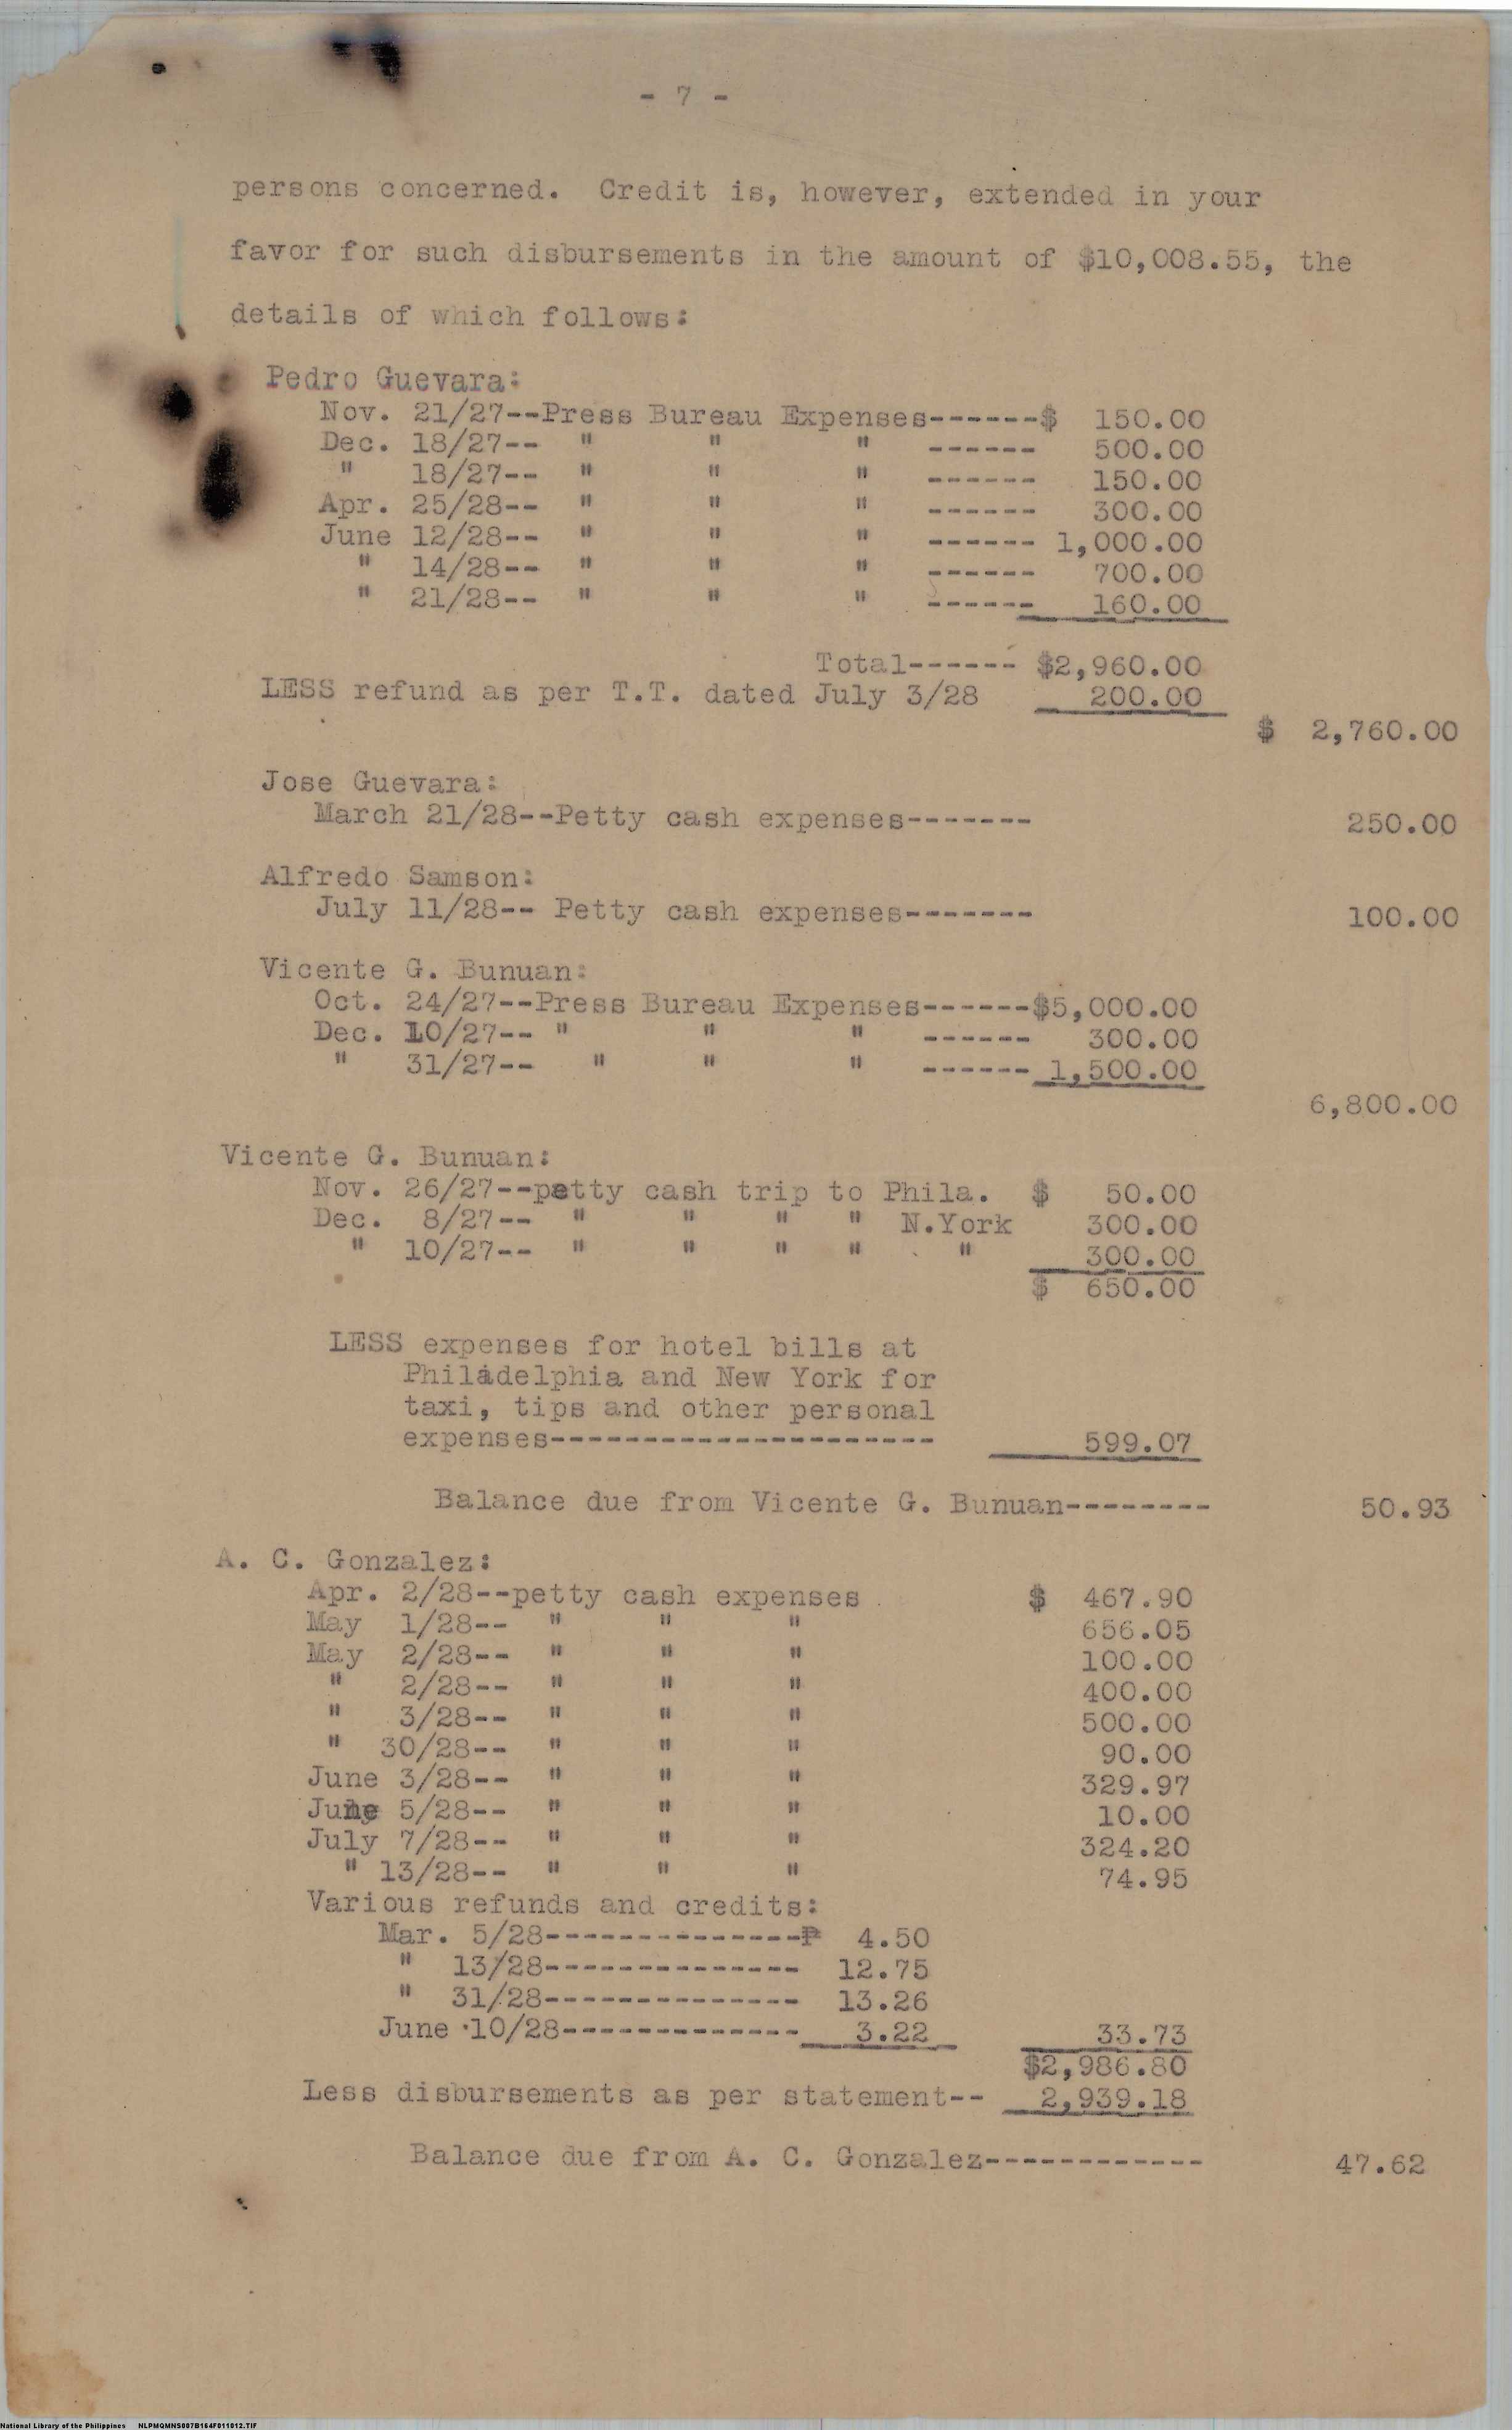 - 7 -
persons concerned. Credit is, however, extended in your
favor for such disbursements in the amount of $10,008.55, the
details of which follows:
Pedro Guevara:
Nov. 21/27--Press Bureau Expenses------$ 150.00
Dec. 18/27-- " " " ------ 500.00
" 18/27-- " " " ------ 150.00
Apr. 25/28-- " " " ------ 300.00
June 12/28-- " " " ------ 1,000.00
" 14/28-- " " " ------ 700.00
" 21/28-- " " " ------ 160.00
Total------ $2,960.00
LESS refund as per T.T. dated July 3/28 200.00
$ 2,760.00
Jose Guevara:
March 21/28--Petty cash expenses------- 250.00
Alfredo Samson:
July 11/28-- Petty cash expenses------- 100.00
Vicente G. Bunuan:
Oct. 24/27--Press Bureau Expenses------$5,000.00
Dec. 10/27-- " " " ------ 300.00
" 31/27-- " " " ------ 1,500.00
6,800.00
Vicente G. Bunuan:
Nov. 26/27--petty cash trip to Phila. $ 50.00
Dec. 8/27-- " " " " N.York 300.00
" 10/27-- " " " " " 300.00
$ 650.00
LESS expenses for hotel bills at
Philadelphia and New York for
taxi, tips and other personal
expenses--------------------- 599.07
Balance due from Vicente G. Bunuan-------- 50.93
A. C. Gonzalez:
Apr. 2/28--petty cash expenses $ 467.90
May 1/28-- " " " 656.05
May 2/28-- " " " 100.00
" 2/28-- " " " 400.00
" 3/28-- " " " 500.00
" 30/28-- " " " 90.00
June 3/28-- " " " 329.97
June 5/28-- " " " 10.00
July 7/28-- " " " 324.20
" 13/28-- " " " 74.95
Various refunds and credits:
Mar. 5/28--------------₱ 4.50
" 13/28-------------- 12.75
" 31/28-------------- 13.26
June 10/28------------- 3.22 33.73
$2,986.80
Less disbursements as per statement-- 2,939.18
Balance due from A. C. Gonzalez------------ 47.62
National Library of the Philippines NLPMQMNS007B164F011012.TIF